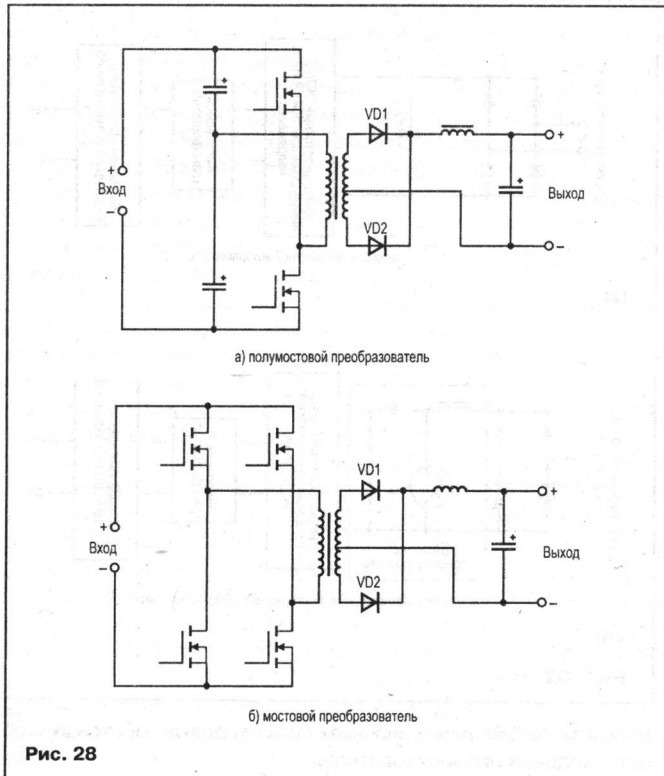 VD1
+
+
Вход
−
VD2
+
+
Выход
−
а) полумостовой преобразователь
VD1
+
+
Вход
−
VD2
+
Выход
−
б) мостовой преобразователь
Рис. 28